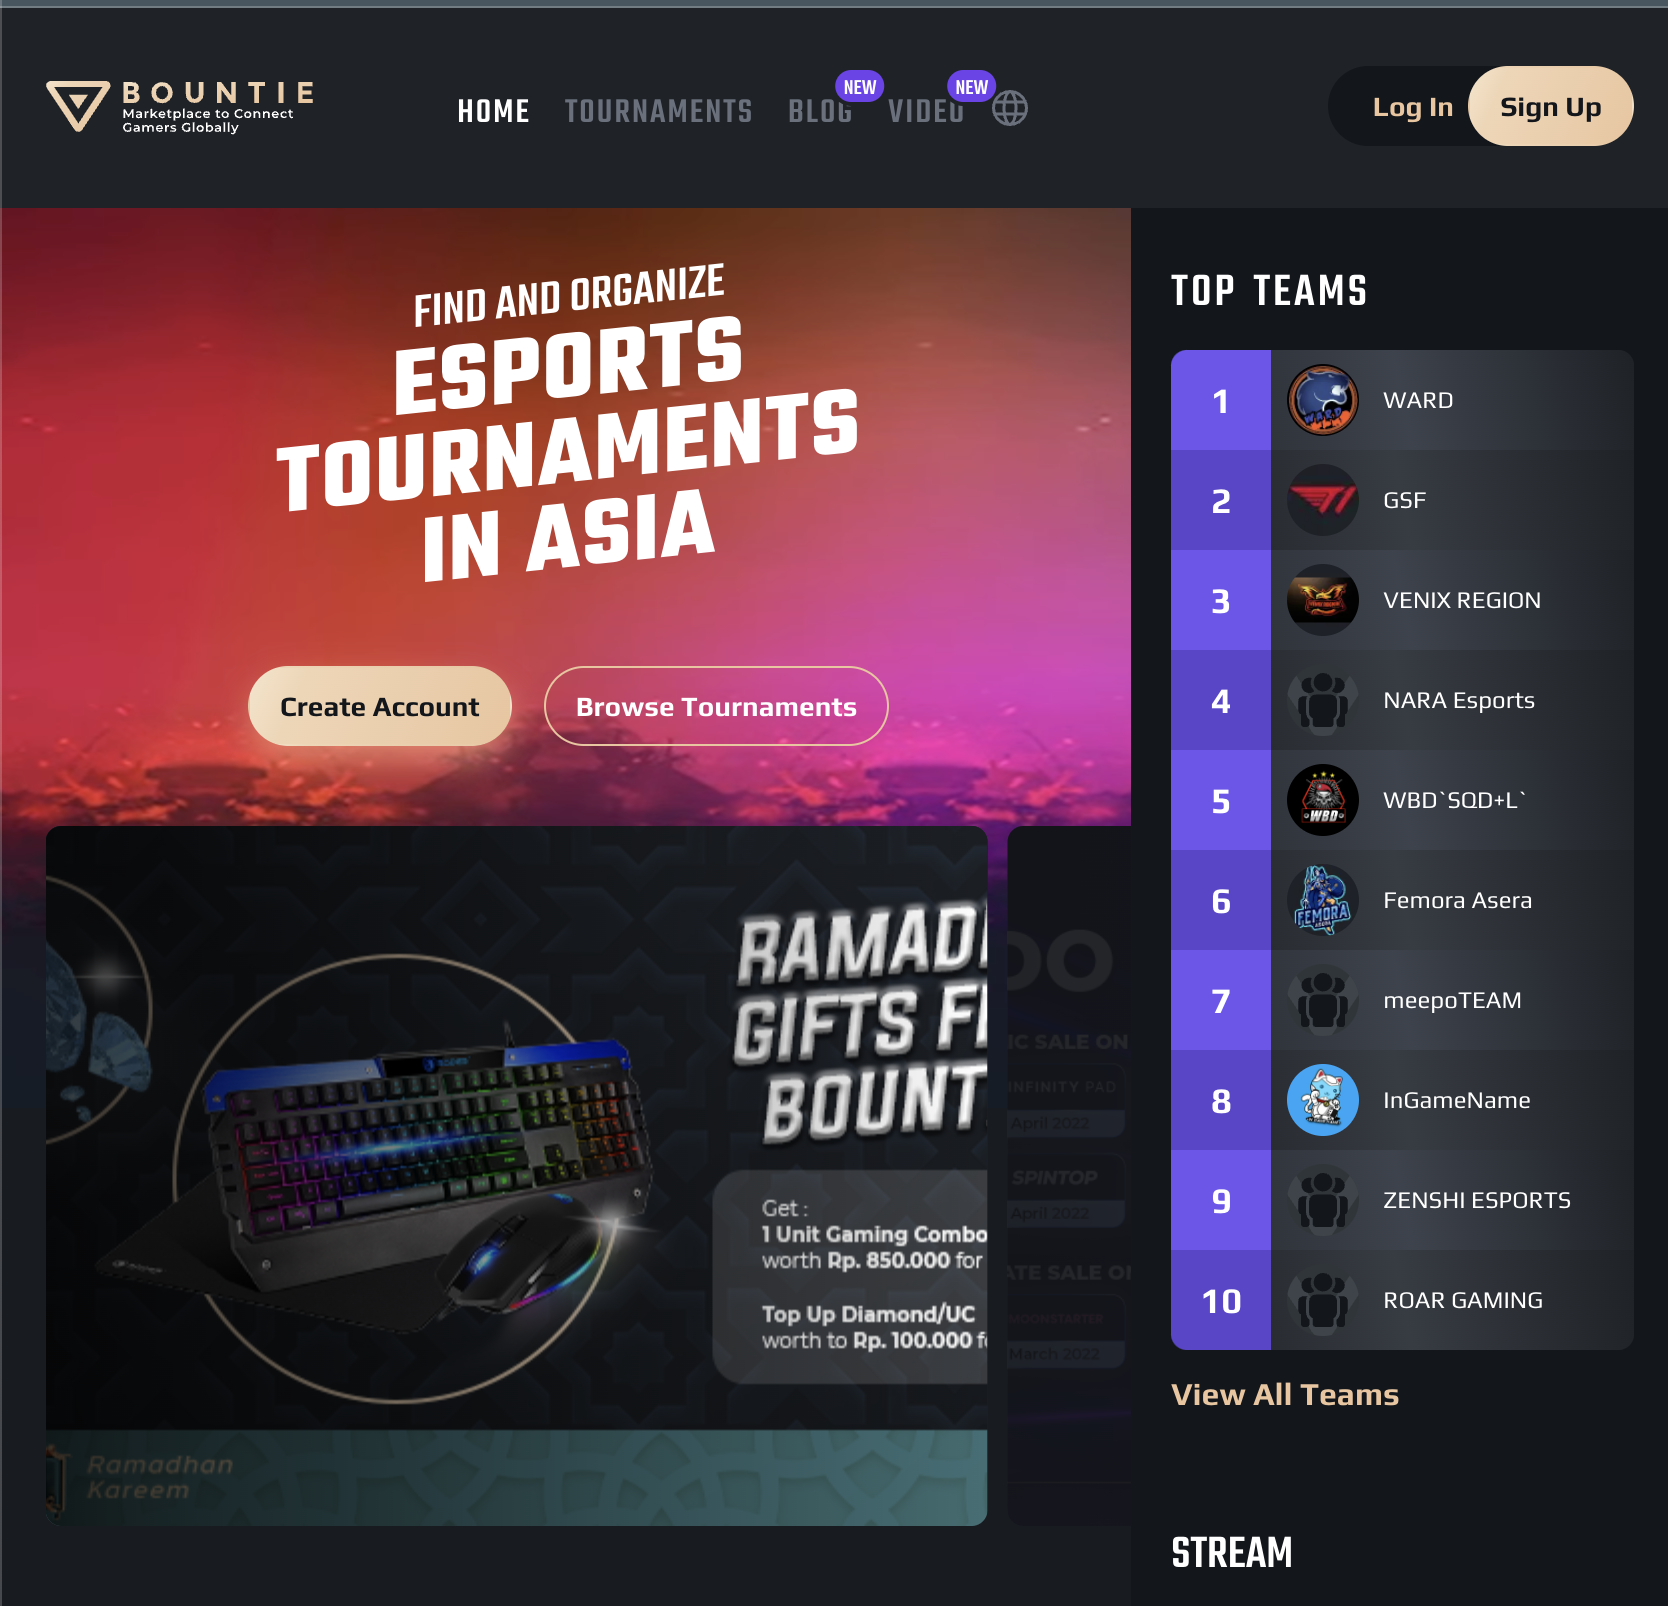 BOUNTIE
Marketplace to Connect
Gamers Globally
HOME
TOURNAMENTS
BLOG
NEW
VIDEO
NEW
Log In
Sign Up
FIND AND ORGANIZE
ESPORTS
TOURNAMENTS
IN ASIA
Create Account
Browse Tournaments
RAMAD
GIFTS F
BOUNT
Get :
1 Unit Gaming Combo
worth Rp. 850.000 for
Top Up Diamond/UC
worth to Rp. 100.000 f
Ramadhan
Kareem
DO
IC SALE ON
INFINITY PAD
April 2022
SPINTOP
April 2022
ATE SALE O
MOONSTARTER
March 2022
TOP TEAMS
1 WARD
2 GSF
3 VENIX REGION
4 NARA Esports
5 WBD WBD`SQD+L`
6 FEMORA Femora Asera
7 meepoTEAM
8 InGameName
9 ZENSHI ESPORTS
10 ROAR GAMING
View All Teams
STREAM